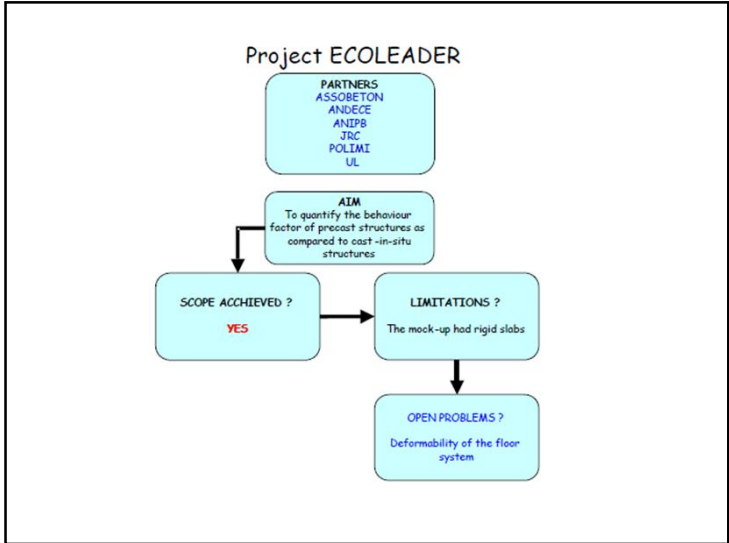 Project ECOLEADER
PARTNERS
ASSOBETON
ANDECE
ANIPB
JRC
POLIMI
UL
AIM
To quantify the behaviour
factor of precast structures as
compared to cast -in-situ
structures
SCOPE ACCHIEVED ?
YES
LIMITATIONS ?
The mock-up had rigid slabs
OPEN PROBLEMS ?
Deformability of the floor
system